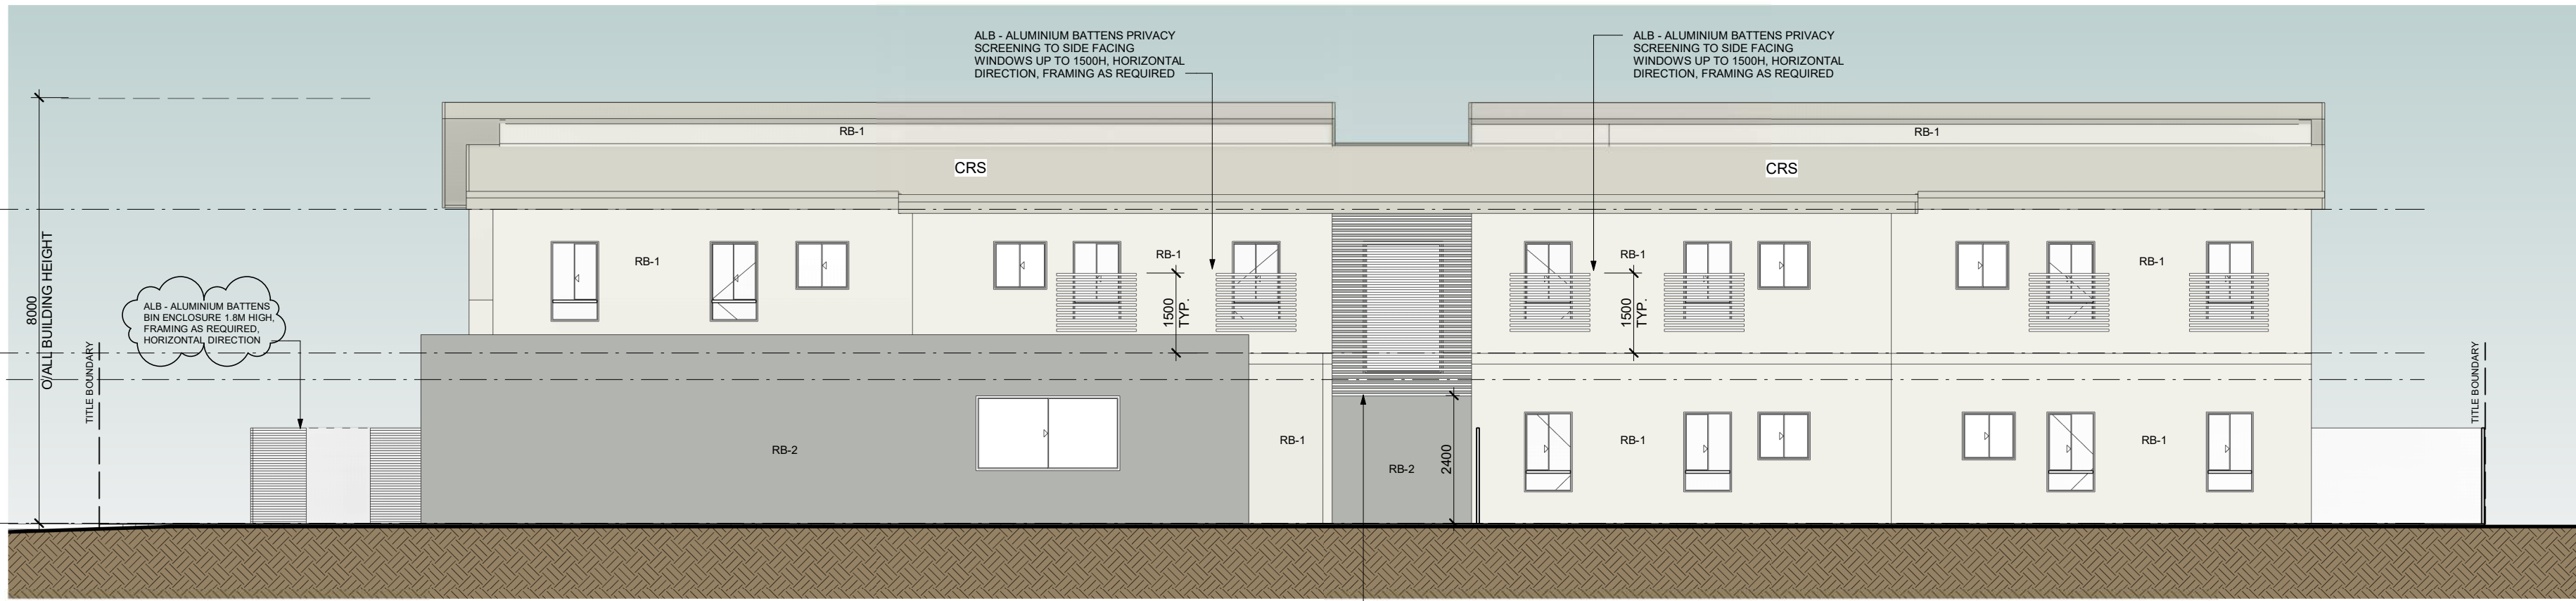 ALB - ALUMINIUM BATTENS PRIVACY
SCREENING TO SIDE FACING
WINDOWS UP TO 1500H, HORIZONTAL
DIRECTION, FRAMING AS REQUIRED
ALB - ALUMINIUM BATTENS PRIVACY
SCREENING TO SIDE FACING
WINDOWS UP TO 1500H, HORIZONTAL
DIRECTION, FRAMING AS REQUIRED
RB-1
RB-1
CRS
CRS
8000
O/ALL BUILDING HEIGHT
RB-1
RB-1
RB-1
RB-1
1500
TYP.
1500
TYP.
ALB - ALUMINIUM BATTENS
BIN ENCLOSURE 1.8M HIGH,
FRAMING AS REQUIRED,
HORIZONTAL DIRECTION
TITLE BOUNDARY
TITLE BOUNDARY
RB-2
RB-1
RB-2
2400
RB-1
RB-1